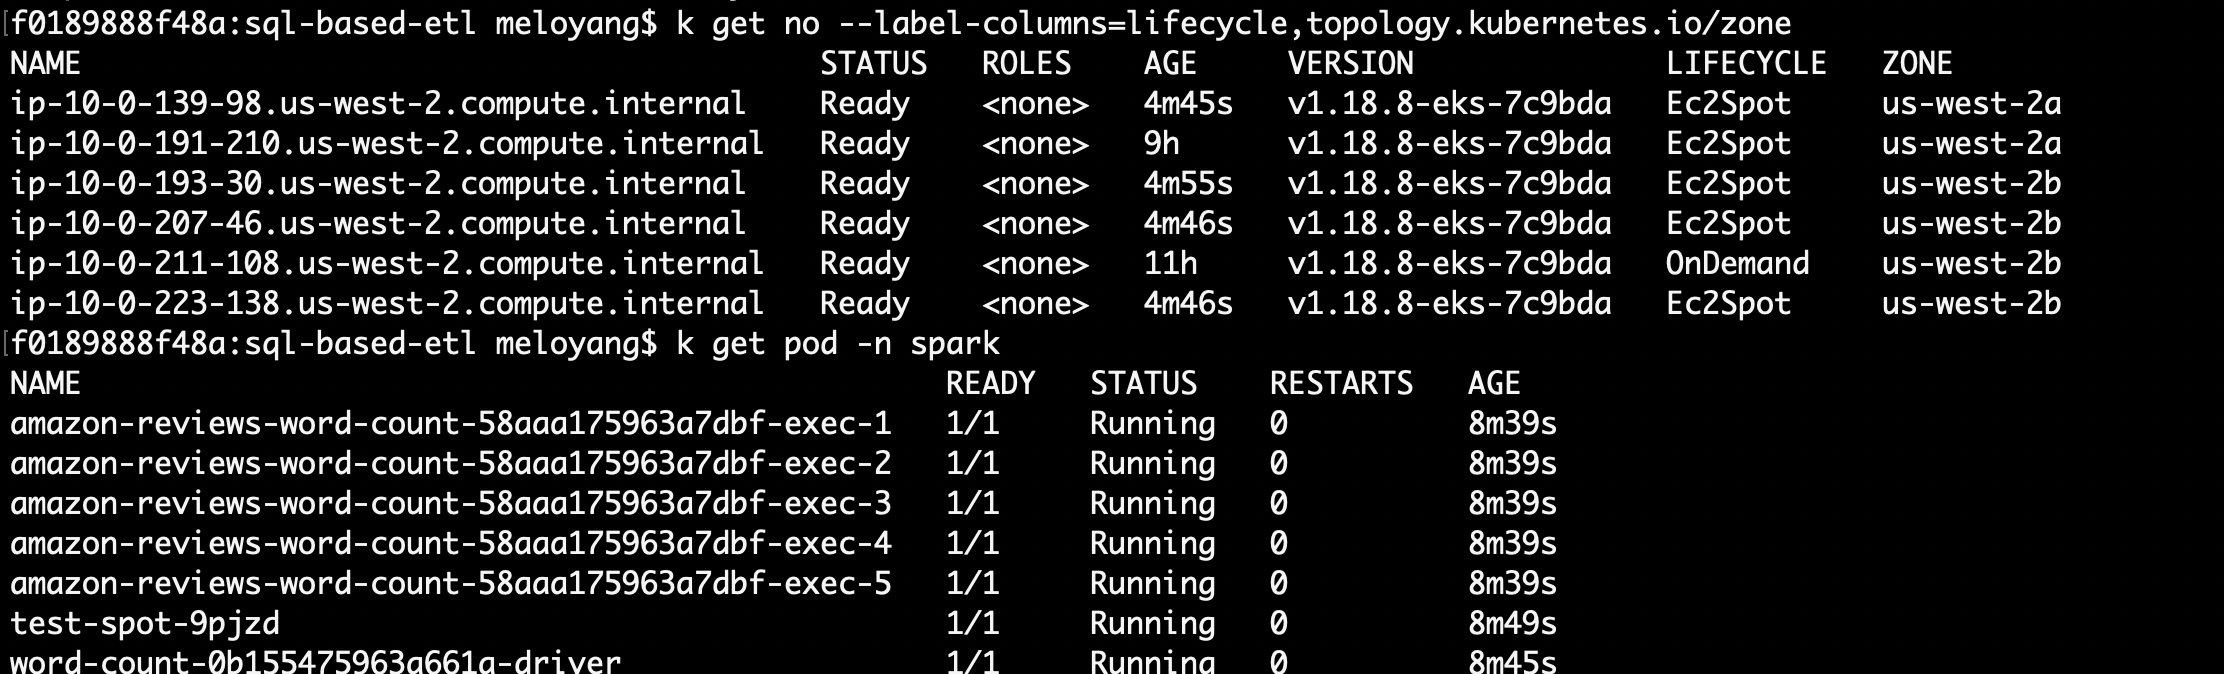 [f0189888f48a:sql-based-etl meloyang$ k get no --label-columns=lifecycle,topology.kubernetes.io/zone
NAME STATUS ROLES AGE VERSION LIFECYCLE ZONE
ip-10-0-139-98.us-west-2.compute.internal Ready <none> 4m45s v1.18.8-eks-7c9bda Ec2Spot us-west-2a
ip-10-0-191-210.us-west-2.compute.internal Ready <none> 9h v1.18.8-eks-7c9bda Ec2Spot us-west-2a
ip-10-0-193-30.us-west-2.compute.internal Ready <none> 4m55s v1.18.8-eks-7c9bda Ec2Spot us-west-2b
ip-10-0-207-46.us-west-2.compute.internal Ready <none> 4m46s v1.18.8-eks-7c9bda Ec2Spot us-west-2b
ip-10-0-211-108.us-west-2.compute.internal Ready <none> 11h v1.18.8-eks-7c9bda OnDemand us-west-2b
ip-10-0-223-138.us-west-2.compute.internal Ready <none> 4m46s v1.18.8-eks-7c9bda Ec2Spot us-west-2b
[f0189888f48a:sql-based-etl meloyang$ k get pod -n spark
NAME READY STATUS RESTARTS AGE
amazon-reviews-word-count-58aaa175963a7dbf-exec-1 1/1 Running 0 8m39s
amazon-reviews-word-count-58aaa175963a7dbf-exec-2 1/1 Running 0 8m39s
amazon-reviews-word-count-58aaa175963a7dbf-exec-3 1/1 Running 0 8m39s
amazon-reviews-word-count-58aaa175963a7dbf-exec-4 1/1 Running 0 8m39s
amazon-reviews-word-count-58aaa175963a7dbf-exec-5 1/1 Running 0 8m39s
test-spot-9pjzd 1/1 Running 0 8m49s
word-count-0b155475963a661a-driver 1/1 Running 0 8m45s